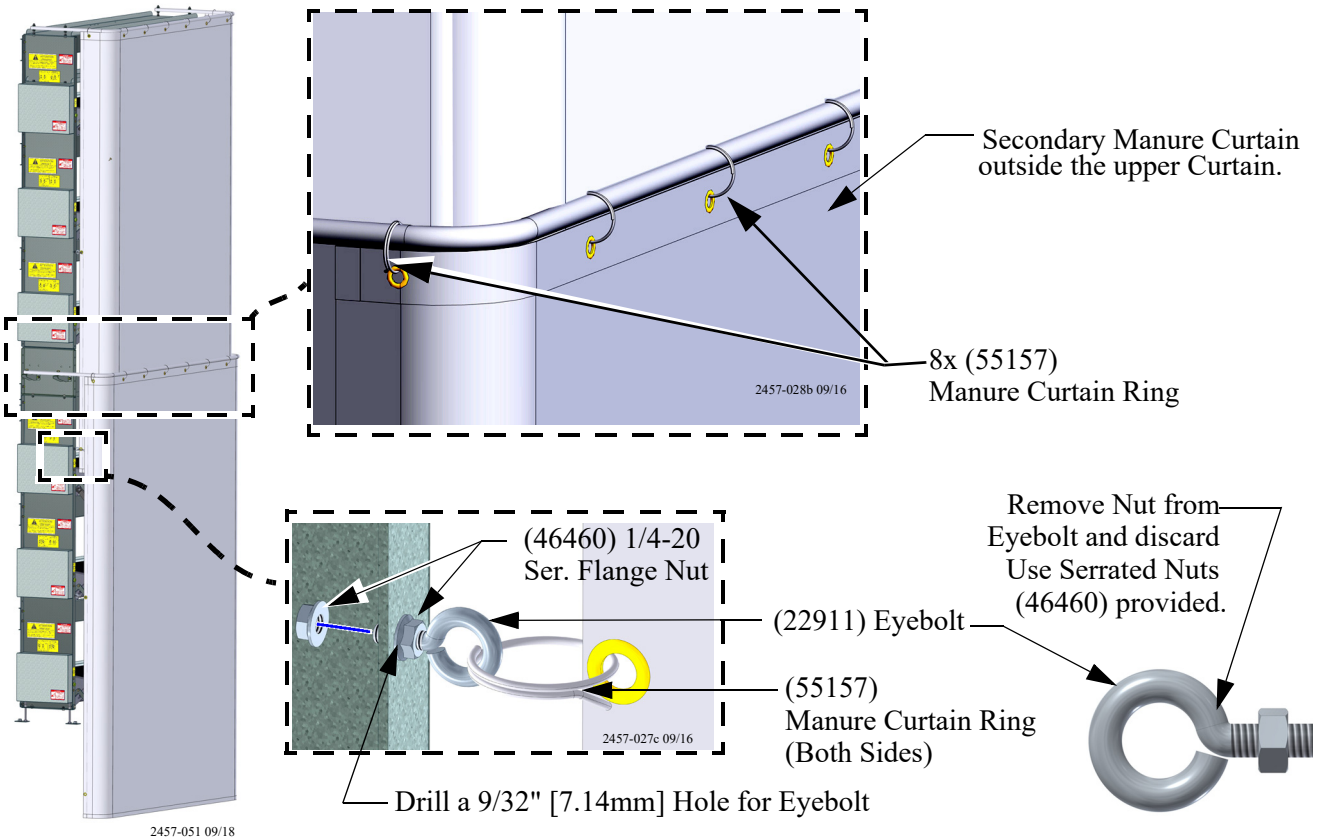 Secondary Manure Curtain
outside the upper Curtain.
8x (55157)
Manure Curtain Ring
2457-028b 09/16
(46460) 1/4-20
Ser. Flange Nut
(22911) Eyebolt
(55157)
Manure Curtain Ring
(Both Sides)
2457-027c 09/16
Remove Nut from
Eyebolt and discard
Use Serrated Nuts
(46460) provided.
Drill a 9/32" [7.14mm] Hole for Eyebolt
2457-051 09/18